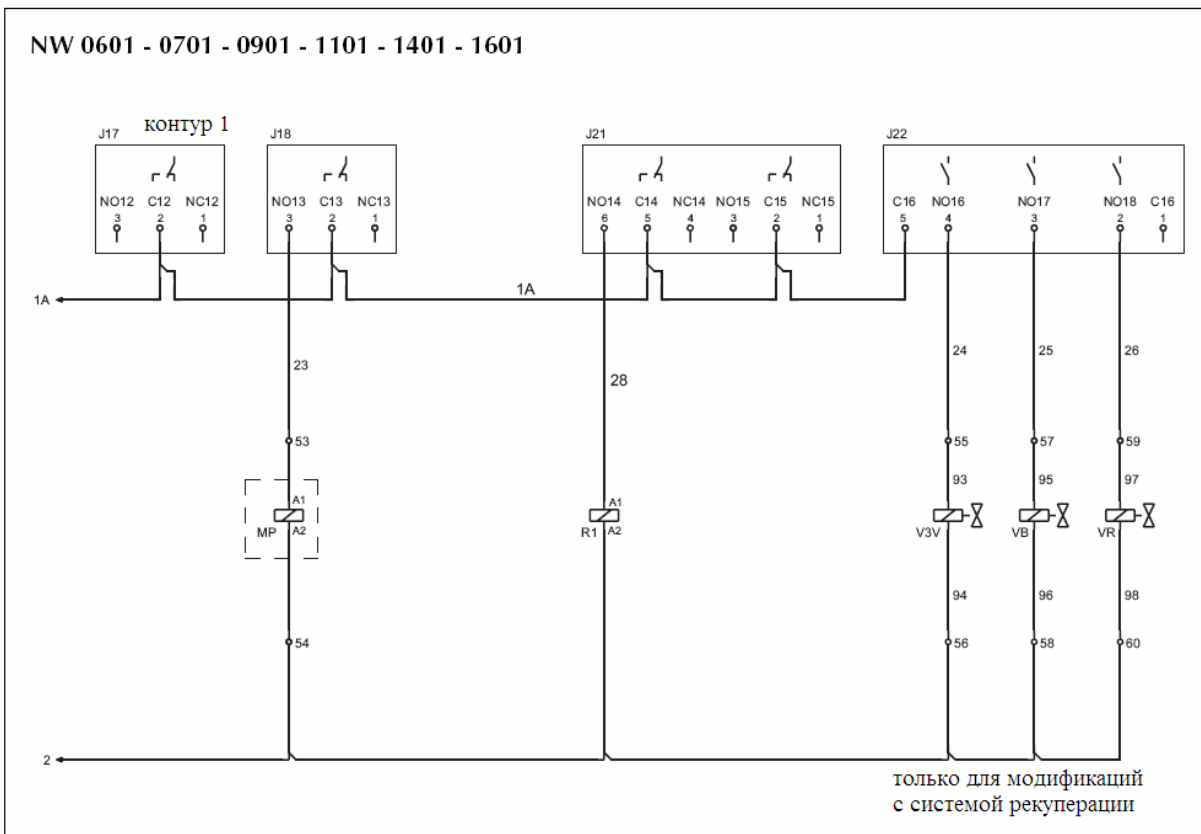 NW 0601 - 0701 - 0901 - 1101 - 1401 - 1601
контур 1
J17 J18 J21 J22
NO12 C12 NC12 NO13 C13 NC13 NO14 C14 NC14 NO15 C15 NC15 C16 NO16 NO17 NO18 C16
3 2 1 3 2 1 6 5 4 3 2 1 5 4 3 2 1
1A 1A
23 28 24 25 26
53 55 57 59
93 95 97
A1 A1
MP A2 R1 A2 V3V VB VR
94 96 98
54 56 58 60
2
только для модификаций
с системой рекуперации